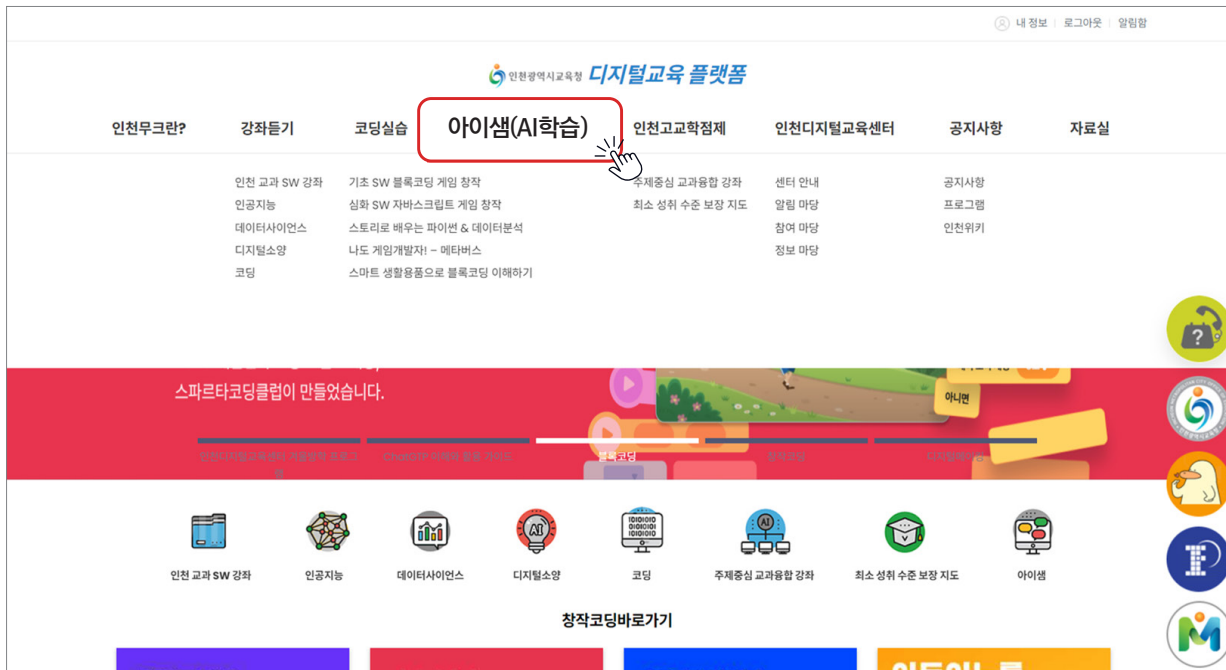 내 정보 로그아웃 알림함
인천광역시교육청 디지털교육 플랫폼
인천무크란? 강좌듣기 코딩실습 아이샘(AI학습) 인천고교학점제 인천디지털교육센터 공지사항 자료실
인천 교과 SW 강좌 기초 SW 블록코딩 게임 창작 주제중심 교과융합 강좌 센터 안내 공지사항
인공지능 심화 SW 자바스크립트 게임 창작 최소 성취 수준 보장 지도 알림 마당 프로그램
데이터사이언스 스토리로 배우는 파이썬 & 데이터분석 참여 마당 인천위키
디지털소양 나도 게임개발자! - 메타버스 정보 마당
코딩 스마트 생활용품으로 블록코딩 이해하기
스파르타코딩클럽이 만들었습니다.
아니면
블록코딩 창작코딩
인천 교과 SW 강좌 인공지능 데이터사이언스 디지털소양 코딩 주제중심 교과융합 강좌 최소 성취 수준 보장 지도 아이샘
창작코딩바로가기